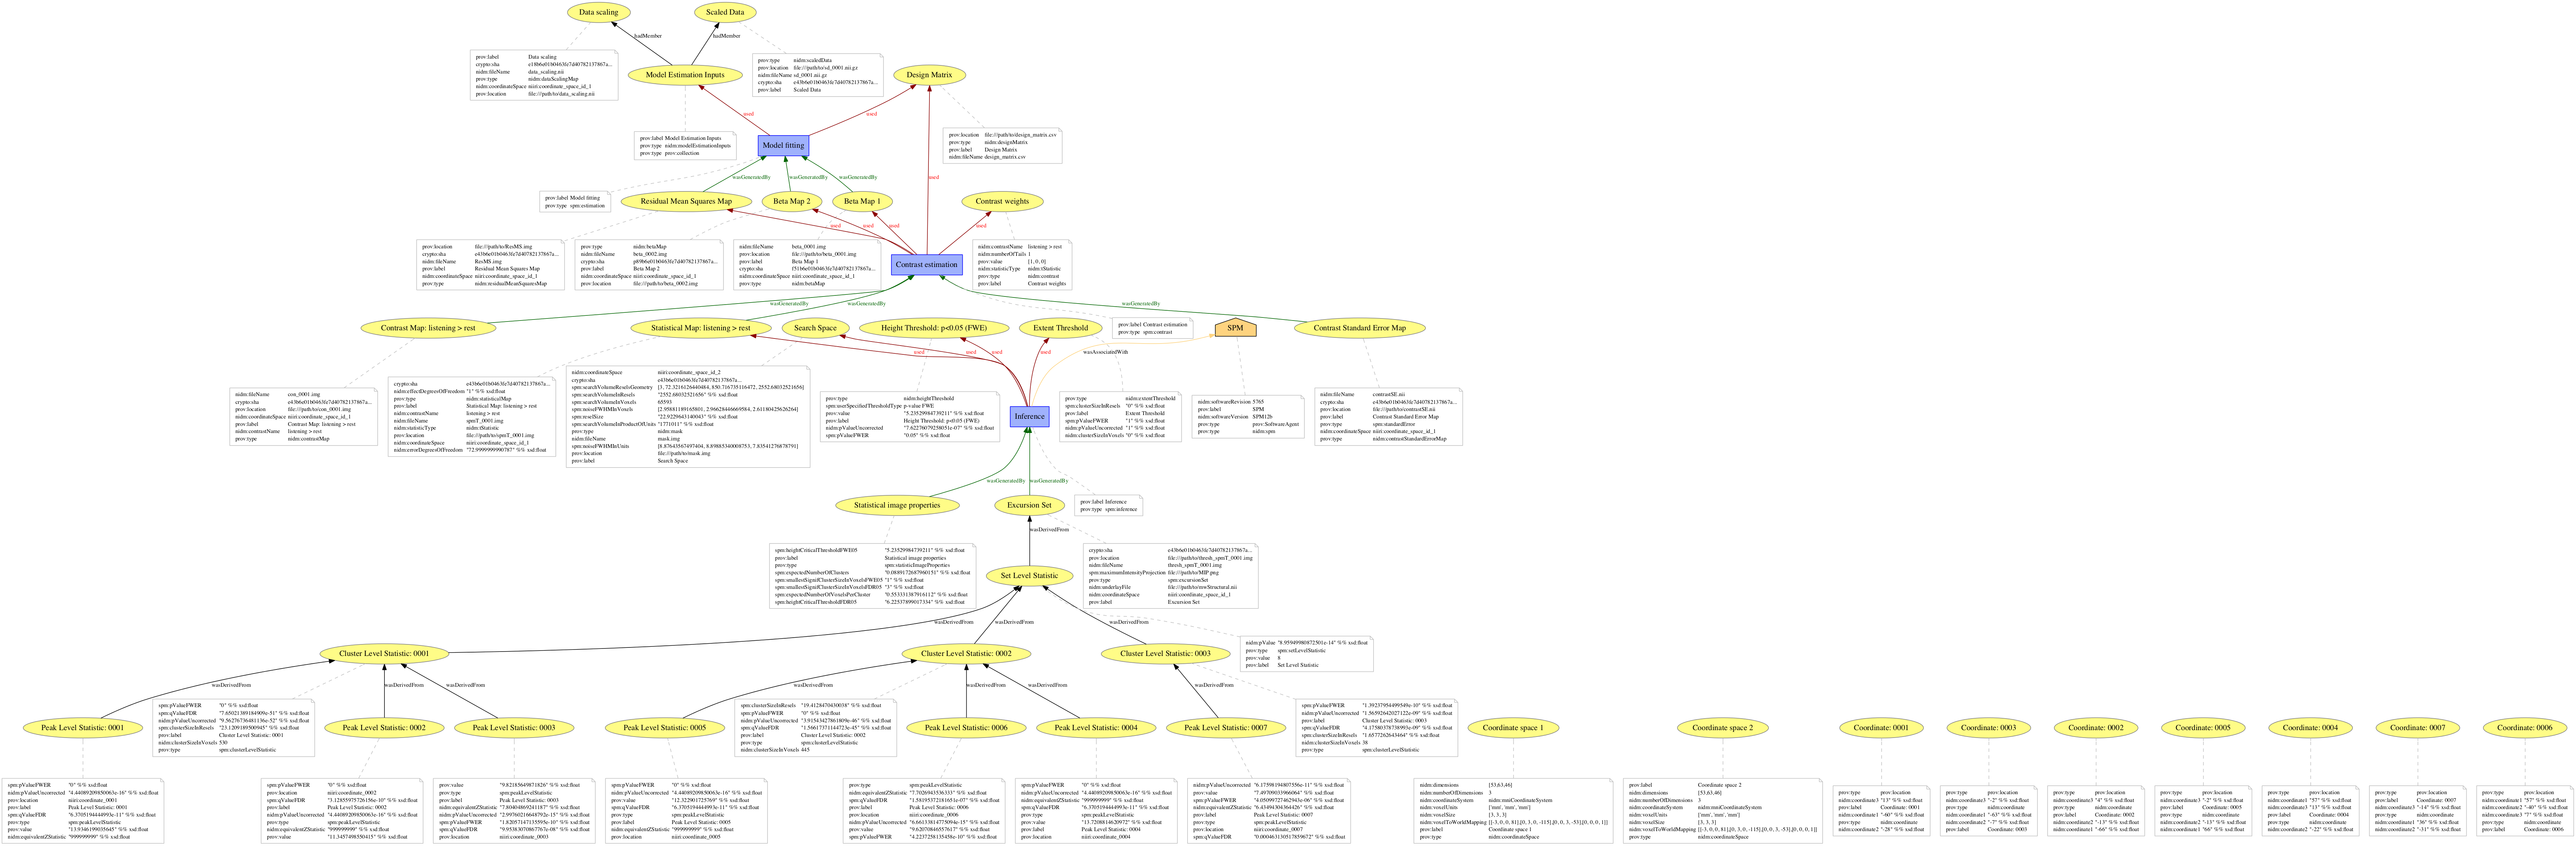 Data scaling
Scaled Data
hadMember
hadMember
prov:label Data scaling
crypto:sha e18b6e01b0463fe7d40782137867a...
nidm:fileName data_scaling.nii
prov:type nidm:dataScalingMap
nidm:coordinateSpace niiri:coordinate_space_id_1
prov:location file:///path/to/data_scaling.nii
Model Estimation Inputs
prov:type nidm:scaledData
prov:location file:///path/to/sd_0001.nii.gz
nidm:fileName sd_0001.nii.gz
crypto:sha e43b6e01b0463fe7d40782137867a...
prov:label Scaled Data
Design Matrix
used
used
prov:label Model Estimation Inputs
prov:type nidm:modelEstimationInputs
prov:type prov:collection
Model fitting
prov:location file:///path/to/design_matrix.csv
prov:type nidm:designMatrix
prov:label Design Matrix
nidm:fileName design_matrix.csv
wasGeneratedBy
wasGeneratedBy
wasGeneratedBy
used
prov:label Model fitting
prov:type spm:estimation
Residual Mean Squares Map
Beta Map 2
Beta Map 1
Contrast weights
used
used
used
used
prov:location file:///path/to/ResMS.img
crypto:sha e43b6e01b0463fe7d40782137867a...
nidm:fileName ResMS.img
prov:label Residual Mean Squares Map
nidm:coordinateSpace niiri:coordinate_space_id_1
prov:type nidm:residualMeanSquaresMap
prov:type nidm:betaMap
nidm:fileName beta_0002.img
crypto:sha p89b6e01b0463fe7d40782137867a...
prov:label Beta Map 2
nidm:coordinateSpace niiri:coordinate_space_id_1
prov:location file:///path/to/beta_0002.img
nidm:fileName beta_0001.img
prov:location file:///path/to/beta_0001.img
prov:label Beta Map 1
crypto:sha f51b6e01b0463fe7d40782137867a...
nidm:coordinateSpace niiri:coordinate_space_id_1
prov:type nidm:betaMap
Contrast estimation
nidm:contrastName listening > rest
nidm:numberOfTails 1
prov:value [1, 0, 0]
nidm:statisticType nidm:tStatistic
prov:type nidm:contrast
prov:label Contrast weights
wasGeneratedBy
wasGeneratedBy
wasGeneratedBy
Contrast Map: listening > rest
Statistical Map: listening > rest
Search Space
Height Threshold: p<0.05 (FWE)
Extent Threshold
prov:label Contrast estimation
prov:type spm:contrast
SPM
Contrast Standard Error Map
used
used
used
used
wasAssociatedWith
nidm:fileName con_0001.img
crypto:sha e43b6e01b0463fe7d40782137867a...
prov:location file:///path/to/con_0001.img
nidm:coordinateSpace niiri:coordinate_space_id_1
prov:label Contrast Map: listening > rest
nidm:contrastName listening > rest
prov:type nidm:contrastMap
crypto:sha e43b6e01b0463fe7d40782137867a...
nidm:effectDegreesOfFreedom "1" %% xsd:float
prov:type nidm:statisticalMap
prov:label Statistical Map: listening > rest
nidm:contrastName listening > rest
nidm:fileName spmT_0001.img
nidm:statisticType nidm:tStatistic
prov:location file:///path/to/spmT_0001.img
nidm:coordinateSpace niiri:coordinate_space_id_1
nidm:errorDegreesOfFreedom "72.9999999990787" %% xsd:float
nidm:coordinateSpace niiri:coordinate_space_id_2
crypto:sha e43b6e01b0463fe7d40782137867a...
spm:searchVolumeReselsGeometry [3, 72.3216126440484, 850.716735116472, 2552.68032521656]
spm:searchVolumeInResels "2552.68032521656" %% xsd:float
spm:searchVolumeInVoxels 65593
spm:noiseFWHMInVoxels [2.95881189165801, 2.96628446669584, 2.61180425626264]
spm:reselSize "22.9229643140043" %% xsd:float
spm:searchVolumeInProductOfUnits "1771011" %% xsd:float
prov:type nidm:mask
nidm:fileName mask.img
spm:noiseFWHMInUnits [8.87643567497404, 8.89885340008753, 7.83541276878791]
prov:location file:///path/to/mask.img
prov:label Search Space
prov:type nidm:heightThreshold
spm:userSpecifiedThresholdType p-value FWE
prov:value "5.23529984739211" %% xsd:float
prov:label Height Threshold: p<0.05 (FWE)
nidm:pValueUncorrected "7.62276079258051e-07" %% xsd:float
spm:pValueFWER "0.05" %% xsd:float
Inference
prov:type nidm:extentThreshold
spm:clusterSizeInResels "0" %% xsd:float
prov:label Extent Threshold
spm:pValueFWER "1" %% xsd:float
nidm:pValueUncorrected "1" %% xsd:float
nidm:clusterSizeInVoxels "0" %% xsd:float
nidm:softwareRevision 5765
prov:label SPM
nidm:softwareVersion SPM12b
prov:type prov:SoftwareAgent
prov:type nidm:spm
nidm:fileName contrastSE.nii
crypto:sha e43b6e01b0463fe7d40782137867a...
prov:location file:///path/to/contrastSE.nii
prov:label Contrast Standard Error Map
prov:type spm:standardError
nidm:coordinateSpace niiri:coordinate_space_id_1
prov:type nidm:contrastStandardErrorMap
wasGeneratedBy
wasGeneratedBy
Statistical image properties
Excursion Set
prov:label Inference
prov:type spm:inference
wasDerivedFrom
spm:heightCriticalThresholdFWE05 "5.23529984739211" %% xsd:float
prov:label Statistical image properties
prov:type spm:statisticImageProperties
spm:expectedNumberOfClusters "0.0889172687960151" %% xsd:float
spm:smallestSignifClusterSizeInVoxelsFWE05 "1" %% xsd:float
spm:smallestSignifClusterSizeInVoxelsFDR05 "3" %% xsd:float
spm:expectedNumberOfVoxelsPerCluster "0.553331387916112" %% xsd:float
spm:heightCriticalThresholdFDR05 "6.22537899017334" %% xsd:float
Set Level Statistic
crypto:sha e43b6e01b0463fe7d40782137867a...
prov:location file:///path/to/thresh_spmT_0001.img
nidm:fileName thresh_spmT_0001.img
spm:maximumIntensityProjection file:///path/to/MIP.png
prov:type spm:excursionSet
nidm:underlayFile file:///path/to/rawStructural.nii
nidm:coordinateSpace niiri:coordinate_space_id_1
prov:label Excursion Set
wasDerivedFrom
wasDerivedFrom
wasDerivedFrom
Cluster Level Statistic: 0001
Cluster Level Statistic: 0002
Cluster Level Statistic: 0003
nidm:pValue "8.95949980872501e-14" %% xsd:float
prov:type spm:setLevelStatistic
prov:value 8
prov:label Set Level Statistic
wasDerivedFrom
wasDerivedFrom
wasDerivedFrom
wasDerivedFrom
wasDerivedFrom
wasDerivedFrom
wasDerivedFrom
Peak Level Statistic: 0001
spm:pValueFWER "0" %% xsd:float
spm:qValueFDR "7.65021389184909e-51" %% xsd:float
nidm:pValueUncorrected "9.56276736481136e-52" %% xsd:float
spm:clusterSizeInResels "23.1209189500945" %% xsd:float
prov:label Cluster Level Statistic: 0001
nidm:clusterSizeInVoxels 530
prov:type spm:clusterLevelStatistic
Peak Level Statistic: 0002
Peak Level Statistic: 0003
Peak Level Statistic: 0005
spm:clusterSizeInResels "19.4128470430038" %% xsd:float
spm:pValueFWER "0" %% xsd:float
nidm:pValueUncorrected "3.91543427861809e-46" %% xsd:float
spm:qValueFDR "1.56617371144723e-45" %% xsd:float
prov:label Cluster Level Statistic: 0002
prov:type spm:clusterLevelStatistic
nidm:clusterSizeInVoxels 445
Peak Level Statistic: 0006
Peak Level Statistic: 0004
Peak Level Statistic: 0007
spm:pValueFWER "1.39237954499549e-10" %% xsd:float
nidm:pValueUncorrected "1.56592642027122e-09" %% xsd:float
prov:label Cluster Level Statistic: 0003
spm:qValueFDR "4.17580378738993e-09" %% xsd:float
spm:clusterSizeInResels "1.6577262643464" %% xsd:float
nidm:clusterSizeInVoxels 38
prov:type spm:clusterLevelStatistic
Coordinate space 1
Coordinate space 2
Coordinate: 0001
Coordinate: 0003
Coordinate: 0002
Coordinate: 0005
Coordinate: 0004
Coordinate: 0007
Coordinate: 0006
spm:pValueFWER "0" %% xsd:float
nidm:pValueUncorrected "4.44089209850063e-16" %% xsd:float
prov:location niiri:coordinate_0001
prov:label Peak Level Statistic: 0001
spm:qValueFDR "6.3705194444993e-11" %% xsd:float
prov:type spm:peakLevelStatistic
prov:value "13.9346199035645" %% xsd:float
nidm:equivalentZStatistic "999999999" %% xsd:float
spm:pValueFWER "0" %% xsd:float
prov:location niiri:coordinate_0002
spm:qValueFDR "3.12855975726156e-10" %% xsd:float
prov:label Peak Level Statistic: 0002
nidm:pValueUncorrected "4.44089209850063e-16" %% xsd:float
prov:type spm:peakLevelStatistic
nidm:equivalentZStatistic "999999999" %% xsd:float
prov:value "11.3457498550415" %% xsd:float
prov:value "9.82185649871826" %% xsd:float
prov:type spm:peakLevelStatistic
prov:label Peak Level Statistic: 0003
nidm:equivalentZStatistic "7.80404869241187" %% xsd:float
nidm:pValueUncorrected "2.99760216648792e-15" %% xsd:float
spm:pValueFWER "1.82057147135595e-10" %% xsd:float
spm:qValueFDR "9.95383070867767e-08" %% xsd:float
prov:location niiri:coordinate_0003
spm:pValueFWER "0" %% xsd:float
nidm:pValueUncorrected "4.44089209850063e-16" %% xsd:float
prov:value "12.322901725769" %% xsd:float
spm:qValueFDR "6.3705194444993e-11" %% xsd:float
prov:type spm:peakLevelStatistic
prov:label Peak Level Statistic: 0005
nidm:equivalentZStatistic "999999999" %% xsd:float
prov:location niiri:coordinate_0005
prov:type spm:peakLevelStatistic
nidm:equivalentZStatistic "7.70269435363333" %% xsd:float
spm:qValueFDR "1.58195372181651e-07" %% xsd:float
prov:label Peak Level Statistic: 0006
prov:location niiri:coordinate_0006
nidm:pValueUncorrected "6.66133814775094e-15" %% xsd:float
prov:value "9.62070846557617" %% xsd:float
spm:pValueFWER "4.22372581355458e-10" %% xsd:float
spm:pValueFWER "0" %% xsd:float
nidm:pValueUncorrected "4.44089209850063e-16" %% xsd:float
nidm:equivalentZStatistic "999999999" %% xsd:float
spm:qValueFDR "6.3705194444993e-11" %% xsd:float
prov:type spm:peakLevelStatistic
prov:value "13.7208814620972" %% xsd:float
prov:label Peak Level Statistic: 0004
prov:location niiri:coordinate_0004
nidm:pValueUncorrected "6.17598194807556e-11" %% xsd:float
prov:value "7.49709033966064" %% xsd:float
spm:pValueFWER "4.05099727462943e-06" %% xsd:float
nidm:equivalentZStatistic "6.43494304364426" %% xsd:float
prov:type spm:peakLevelStatistic
prov:label Peak Level Statistic: 0007
prov:location niiri:coordinate_0007
spm:qValueFDR "0.000463130517859672" %% xsd:float
nidm:dimensions [53,63,46]
nidm:numberOfDimensions 3
nidm:coordinateSystem nidm:mniCoordinateSystem
nidm:voxelUnits ['mm', 'mm', 'mm']
nidm:voxelSize [3, 3, 3]
nidm:voxelToWorldMapping [[-3, 0, 0, 81],[0, 3, 0, -115],[0, 0, 3, -53],[0, 0, 0, 1]]
prov:label Coordinate space 1
prov:type nidm:coordinateSpace
prov:label Coordinate space 2
nidm:dimensions [53,63,46]
nidm:numberOfDimensions 3
nidm:voxelUnits ['mm', 'mm', 'mm']
nidm:coordinateSystem nidm:mniCoordinateSystem
nidm:voxelSize [3, 3, 3]
nidm:voxelToWorldMapping [[-3, 0, 0, 81],[0, 3, 0, -115],[0, 0, 3, -53],[0, 0, 0, 1]]
prov:type nidm:coordinateSpace
prov:type prov:location
prov:label Coordinate: 0001
nidm:coordinate3 "13" %% xsd:float
nidm:coordinate1 "-60" %% xsd:float
prov:type nidm:coordinate
nidm:coordinate2 "-28" %% xsd:float
prov:type prov:location
prov:type nidm:coordinate
nidm:coordinate3 "-2" %% xsd:float
nidm:coordinate1 "-63" %% xsd:float
nidm:coordinate2 "-7" %% xsd:float
prov:label Coordinate: 0003
prov:type prov:location
prov:type nidm:coordinate
nidm:coordinate3 "4" %% xsd:float
prov:label Coordinate: 0002
nidm:coordinate2 "-13" %% xsd:float
nidm:coordinate1 "-66" %% xsd:float
prov:type prov:location
prov:label Coordinate: 0005
nidm:coordinate3 "-2" %% xsd:float
prov:type nidm:coordinate
nidm:coordinate2 "-13" %% xsd:float
nidm:coordinate1 "66" %% xsd:float
prov:type prov:location
nidm:coordinate1 "57" %% xsd:float
nidm:coordinate3 "13" %% xsd:float
prov:label Coordinate: 0004
prov:type nidm:coordinate
nidm:coordinate2 "-22" %% xsd:float
prov:type prov:location
prov:label Coordinate: 0007
nidm:coordinate3 "-14" %% xsd:float
prov:type nidm:coordinate
nidm:coordinate1 "36" %% xsd:float
nidm:coordinate2 "-31" %% xsd:float
prov:type prov:location
nidm:coordinate1 "57" %% xsd:float
nidm:coordinate2 "-40" %% xsd:float
nidm:coordinate3 "7" %% xsd:float
prov:type nidm:coordinate
prov:label Coordinate: 0006